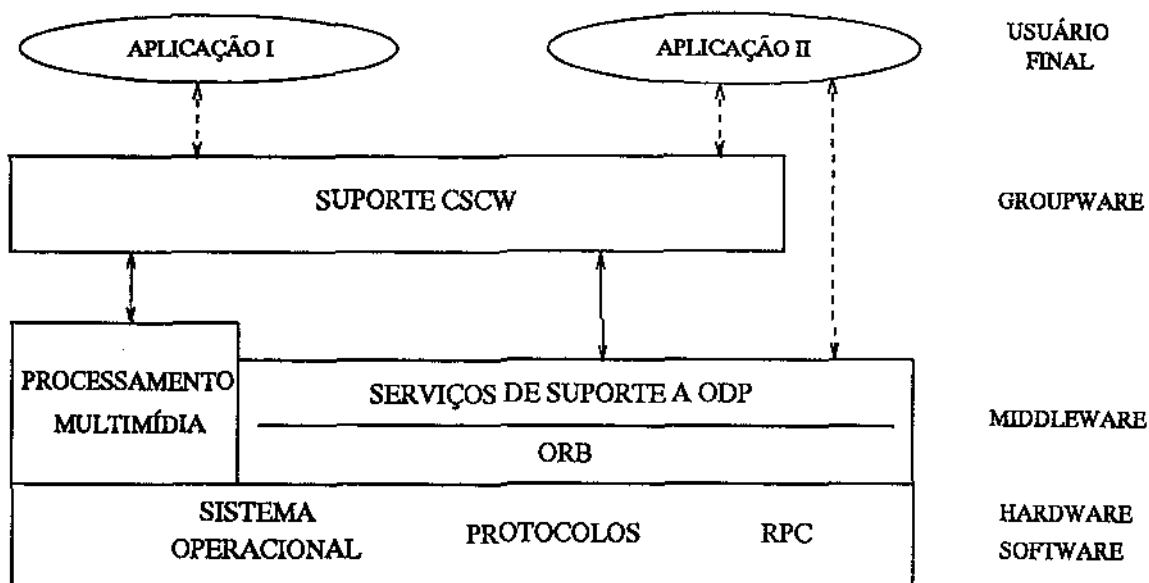 APLICAÇÃO I
APLICAÇÃO II
USUÁRIO
FINAL
SUPORTE CSCW
GROUPWARE
PROCESSAMENTO
MULTIMÍDIA
SERVIÇOS DE SUPORTE A ODP
ORB
MIDDLEWARE
SISTEMA
OPERACIONAL
PROTOCOLOS
RPC
HARDWARE
SOFTWARE